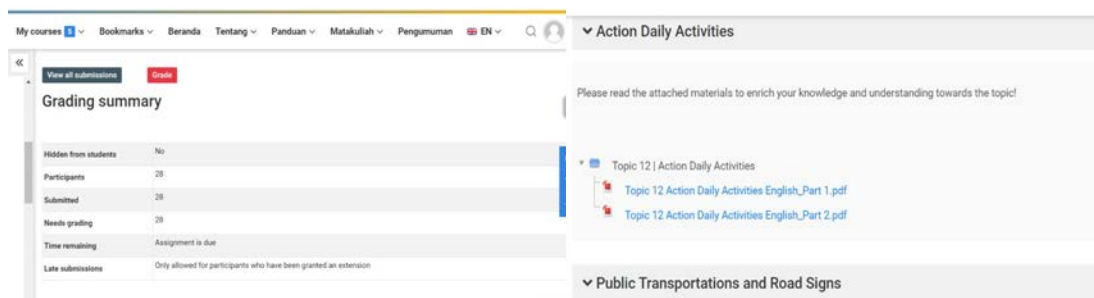 My courses 5 Bookmarks Beranda Tentang Panduan Matakuliah Pengumuman EN
View all submissions Grade
Grading summary
Hidden from students No
Participants 28
Submitted 28
Needs grading 28
Time remaining Assignment is due
Late submissions Only allowed for participants who have been granted an extension
Action Daily Activities
Please read the attached materials to enrich your knowledge and understanding towards the topic!
Topic 12 | Action Daily Activities
Topic 12 Action Daily Activities English_Part 1.pdf
Topic 12 Action Daily Activities English_Part 2.pdf
Public Transportations and Road Signs